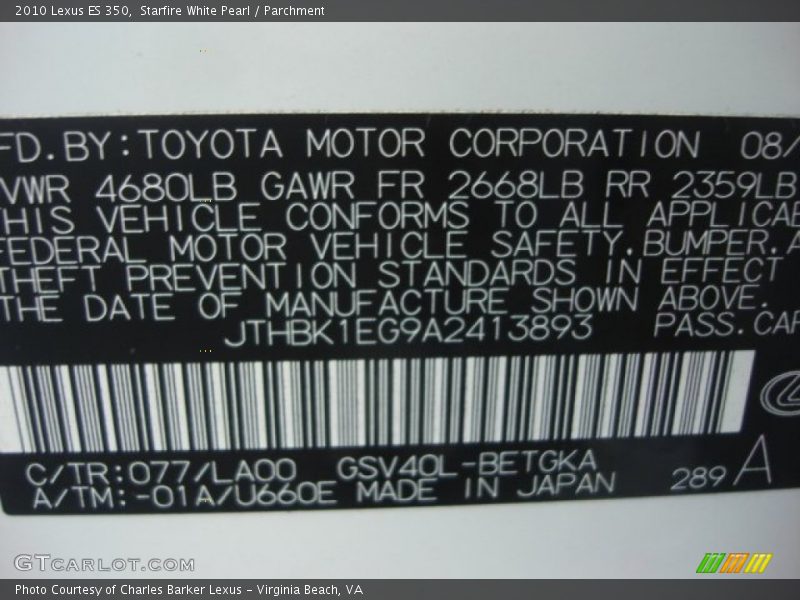 2010 Lexus ES 350, Starfire White Pearl / Parchment
FD.BY:TOYOTA MOTOR CORPORATION 08/
VWR 4680LB GAWR FR 2668LB RR 2359LB
HIS VEHICLE CONFORMS TO ALL APPLICAB
FEDERAL MOTOR VEHICLE SAFETY.BUMPER.A
THEFT PREVENTION STANDARDS IN EFFECT
THE DATE OF MANUFACTURE SHOWN ABOVE.
JTHBK1EG9A2413893 PASS.CAR
C/TR:077/LA00 GSV40L-BETGKA
A/TM:-01A/U660E MADE IN JAPAN 289 A
GTCARLOT.COM
Photo Courtesy of Charles Barker Lexus - Virginia Beach, VA